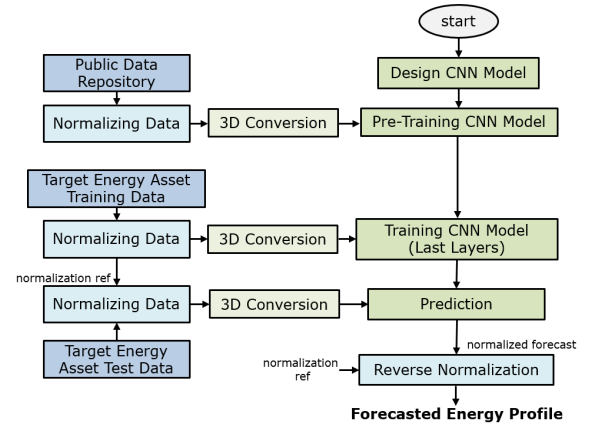 start
Public Data
Repository
Design CNN Model
Normalizing Data
3D Conversion
Pre-Training CNN Model
Target Energy Asset
Training Data
Normalizing Data
3D Conversion
Training CNN Model
(Last Layers)
normalization ref
Normalizing Data
3D Conversion
Prediction
normalized forecast
Target Energy
Asset Test Data
normalization
ref
Reverse Normalization
Forecasted Energy Profile